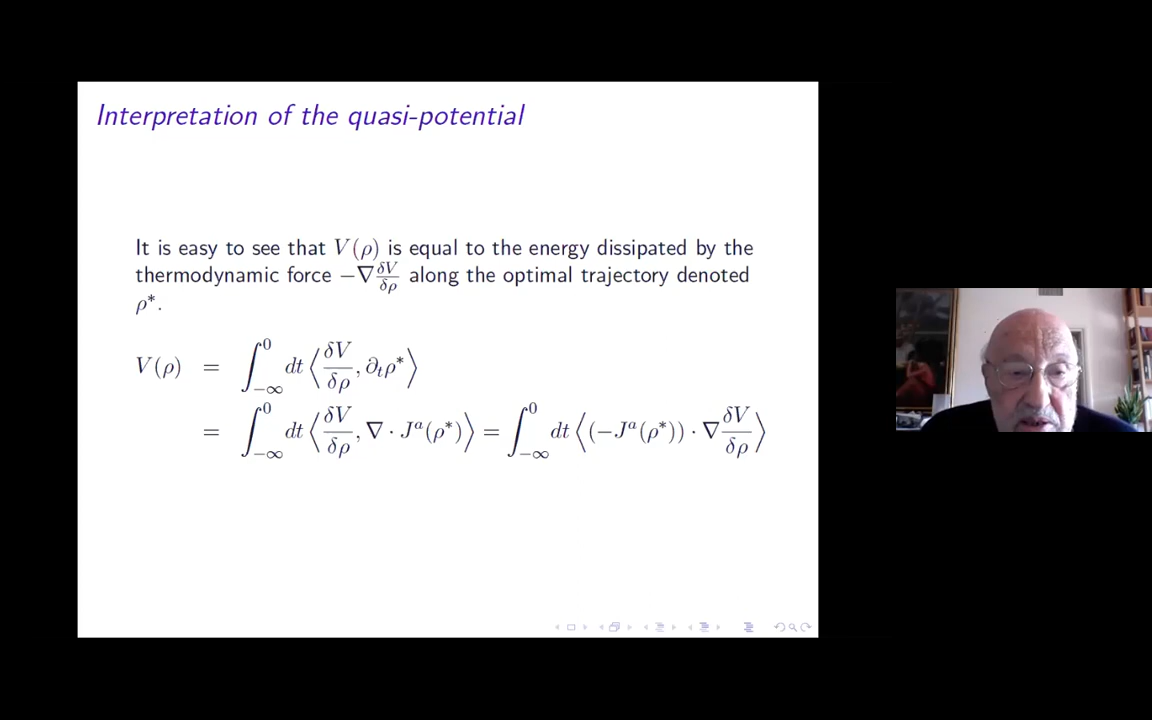 Interpretation of the quasi-potential
It is easy to see that V(ρ) is equal to the energy dissipated by the
thermodynamic force −∇ δV/δρ along the optimal trajectory denoted
ρ*.
V(ρ) = ∫_{−∞}^{0} dt ⟨ δV/δρ , ∂_tρ* ⟩
= ∫_{−∞}^{0} dt ⟨ δV/δρ , ∇ · J^a(ρ*) ⟩ = ∫_{−∞}^{0} dt ⟨ (−J^a(ρ*)) · ∇ δV/δρ ⟩